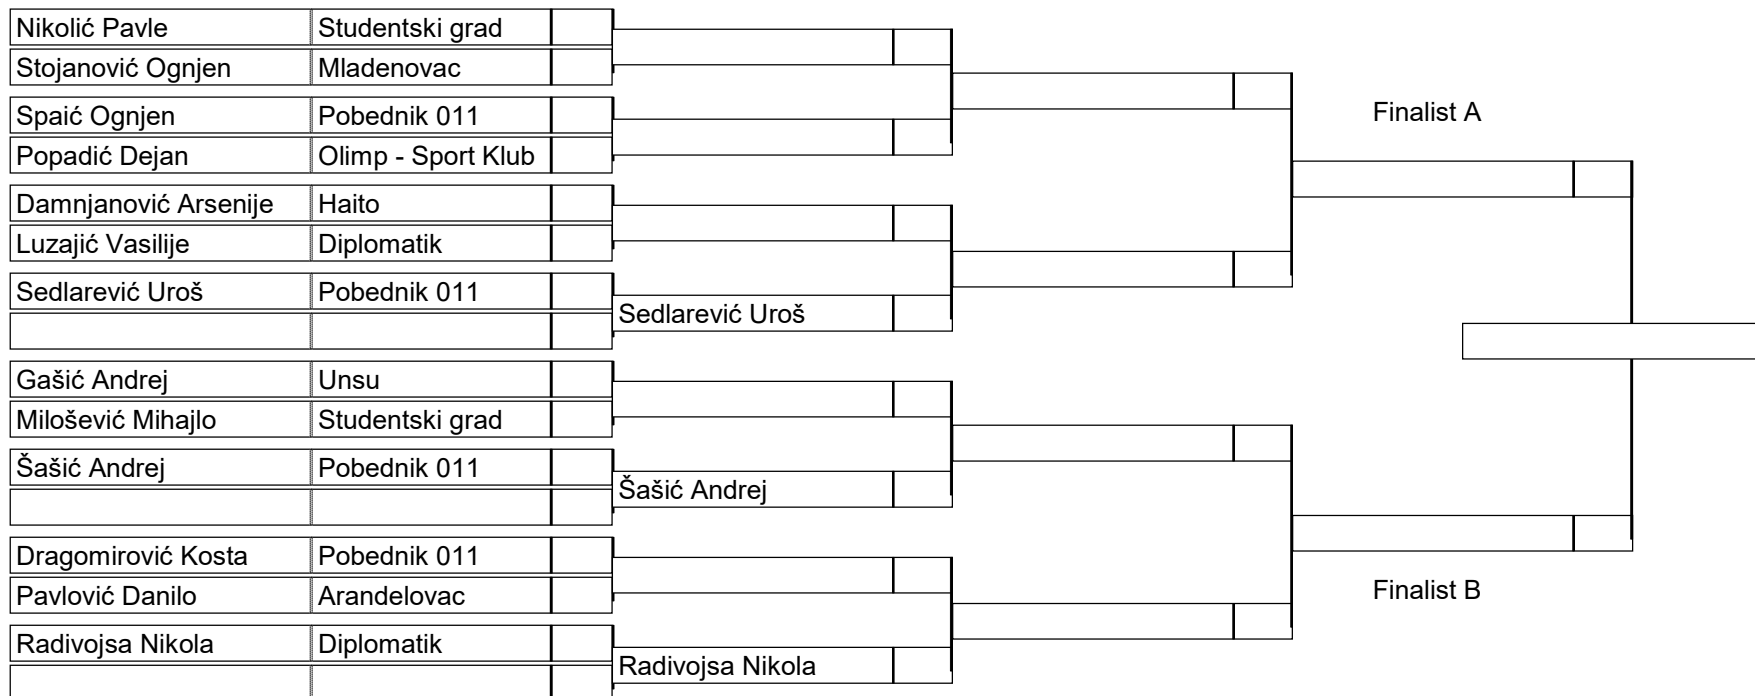 Nikolić Pavle Studentski grad
Stojanović Ognjen Mladenovac
Spaić Ognjen Pobednik 011
Finalist A
Popadić Dejan Olimp - Sport Klub
Damnjanović Arsenije Haito
Luzajić Vasilije Diplomatik
Sedlarević Uroš Pobednik 011
Sedlarević Uroš
Gašić Andrej Unsu
Milošević Mihajlo Studentski grad
Šašić Andrej Pobednik 011
Šašić Andrej
Dragomirović Kosta Pobednik 011
Pavlović Danilo Arandelovac
Finalist B
Radivojsa Nikola Diplomatik
Radivojsa Nikola